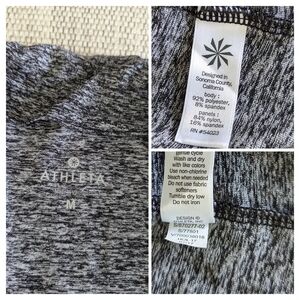 ATHLETA
M
Designed in
Sonoma County,
California
body :
92% polyester,
8% spandex
panels :
84% nylon,
16% spandex
RN #54023
gentle cycle
Wash and dry
with like colors
Use non-chlorine
bleach when needed
Do not use fabric
softeners
Tumble dry low
Do not iron
DESIGN ©